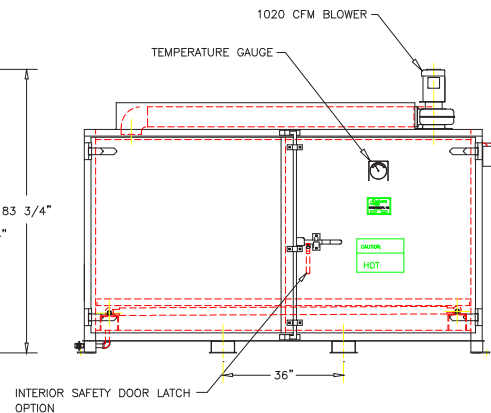 1020 CFM BLOWER
TEMPERATURE GAUGE
83 3/4"
CAUTION
HOT
36"
INTERIOR SAFETY DOOR LATCH
OPTION